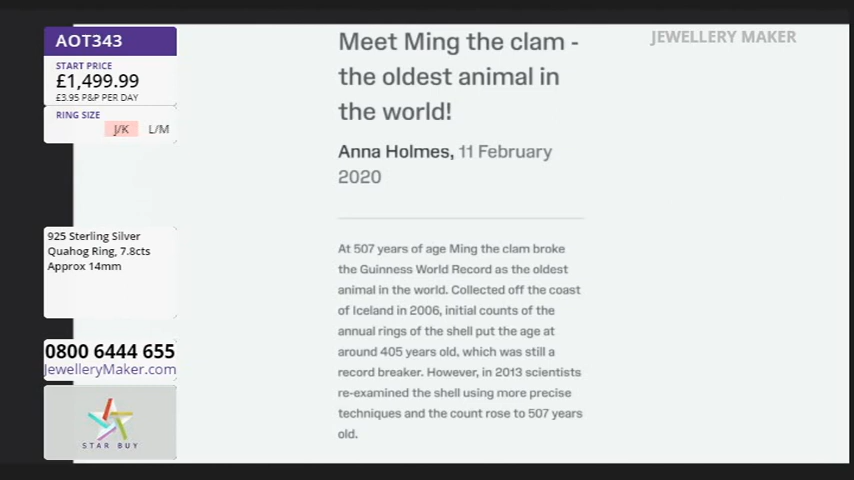 AOT343
START PRICE
£1,499.99
£3.95 P&P PER DAY
RING SIZE
J/K L/M
925 Sterling Silver
Quahog Ring, 7.8cts
Approx 14mm
0800 6444 655
JewelleryMaker.com
STAR BUY
JEWELLERY MAKER
Meet Ming the clam -
the oldest animal in
the world!
Anna Holmes, 11 February
2020
At 507 years of age Ming the clam broke
the Guinness World Record as the oldest
animal in the world. Collected off the coast
of Iceland in 2006, initial counts of the
annual rings of the shell put the age at
around 405 years old, which was still a
record breaker. However, in 2013 scientists
re-examined the shell using more precise
techniques and the count rose to 507 years
old.